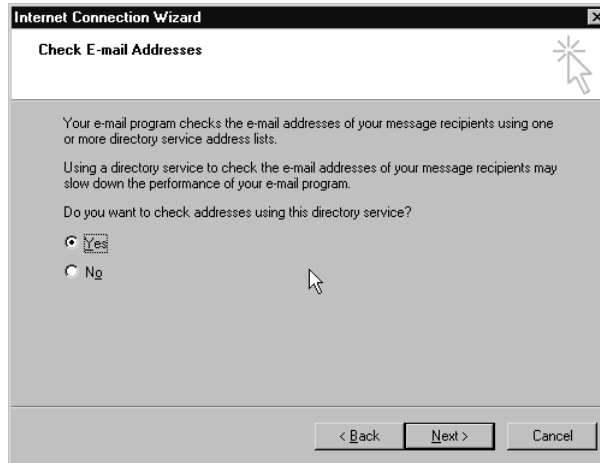 Internet Connection Wizard
Check E-mail Addresses
Your e-mail program checks the e-mail addresses of your message recipients using one
or more directory service address lists.
Using a directory service to check the e-mail addresses of your message recipients may
slow down the performance of your e-mail program.
Do you want to check addresses using this directory service?
Yes
No
< Back
Next >
Cancel